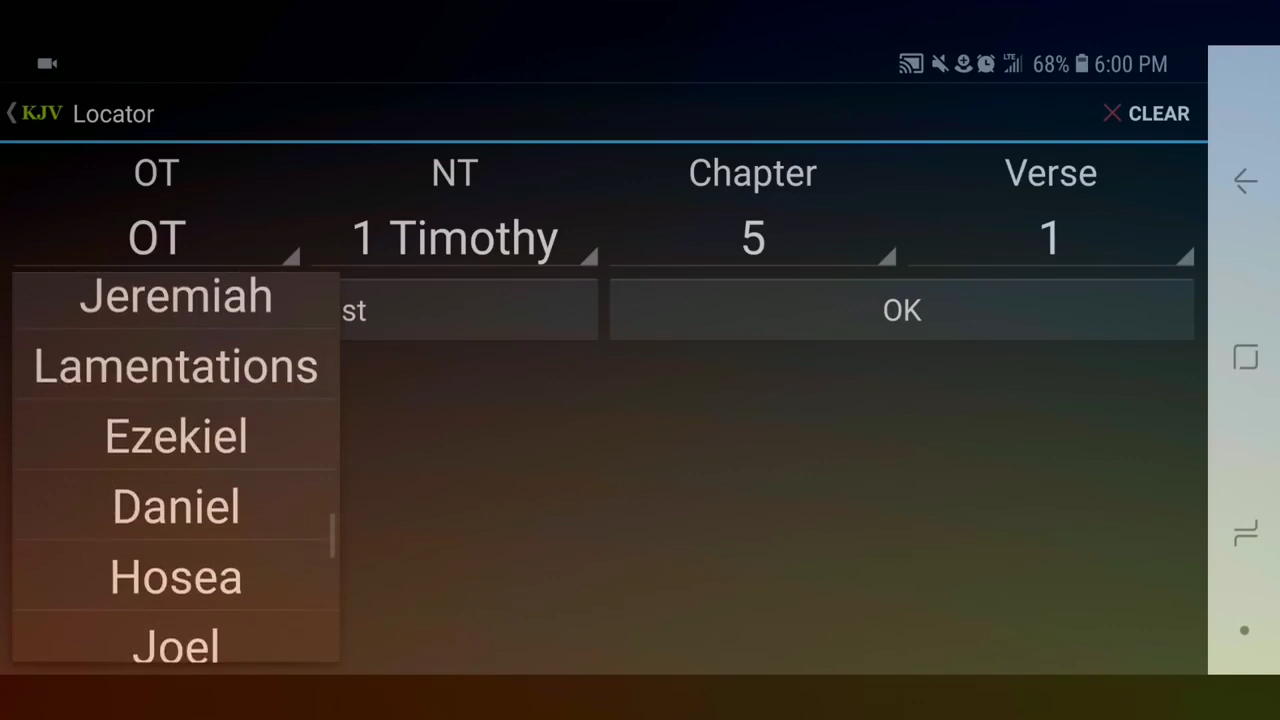 LTE 68% 6:00 PM
KJV Locator CLEAR
OT NT Chapter Verse
OT 1 Timothy 5 1
st OK
Jeremiah
Lamentations
Ezekiel
Daniel
Hosea
Joel